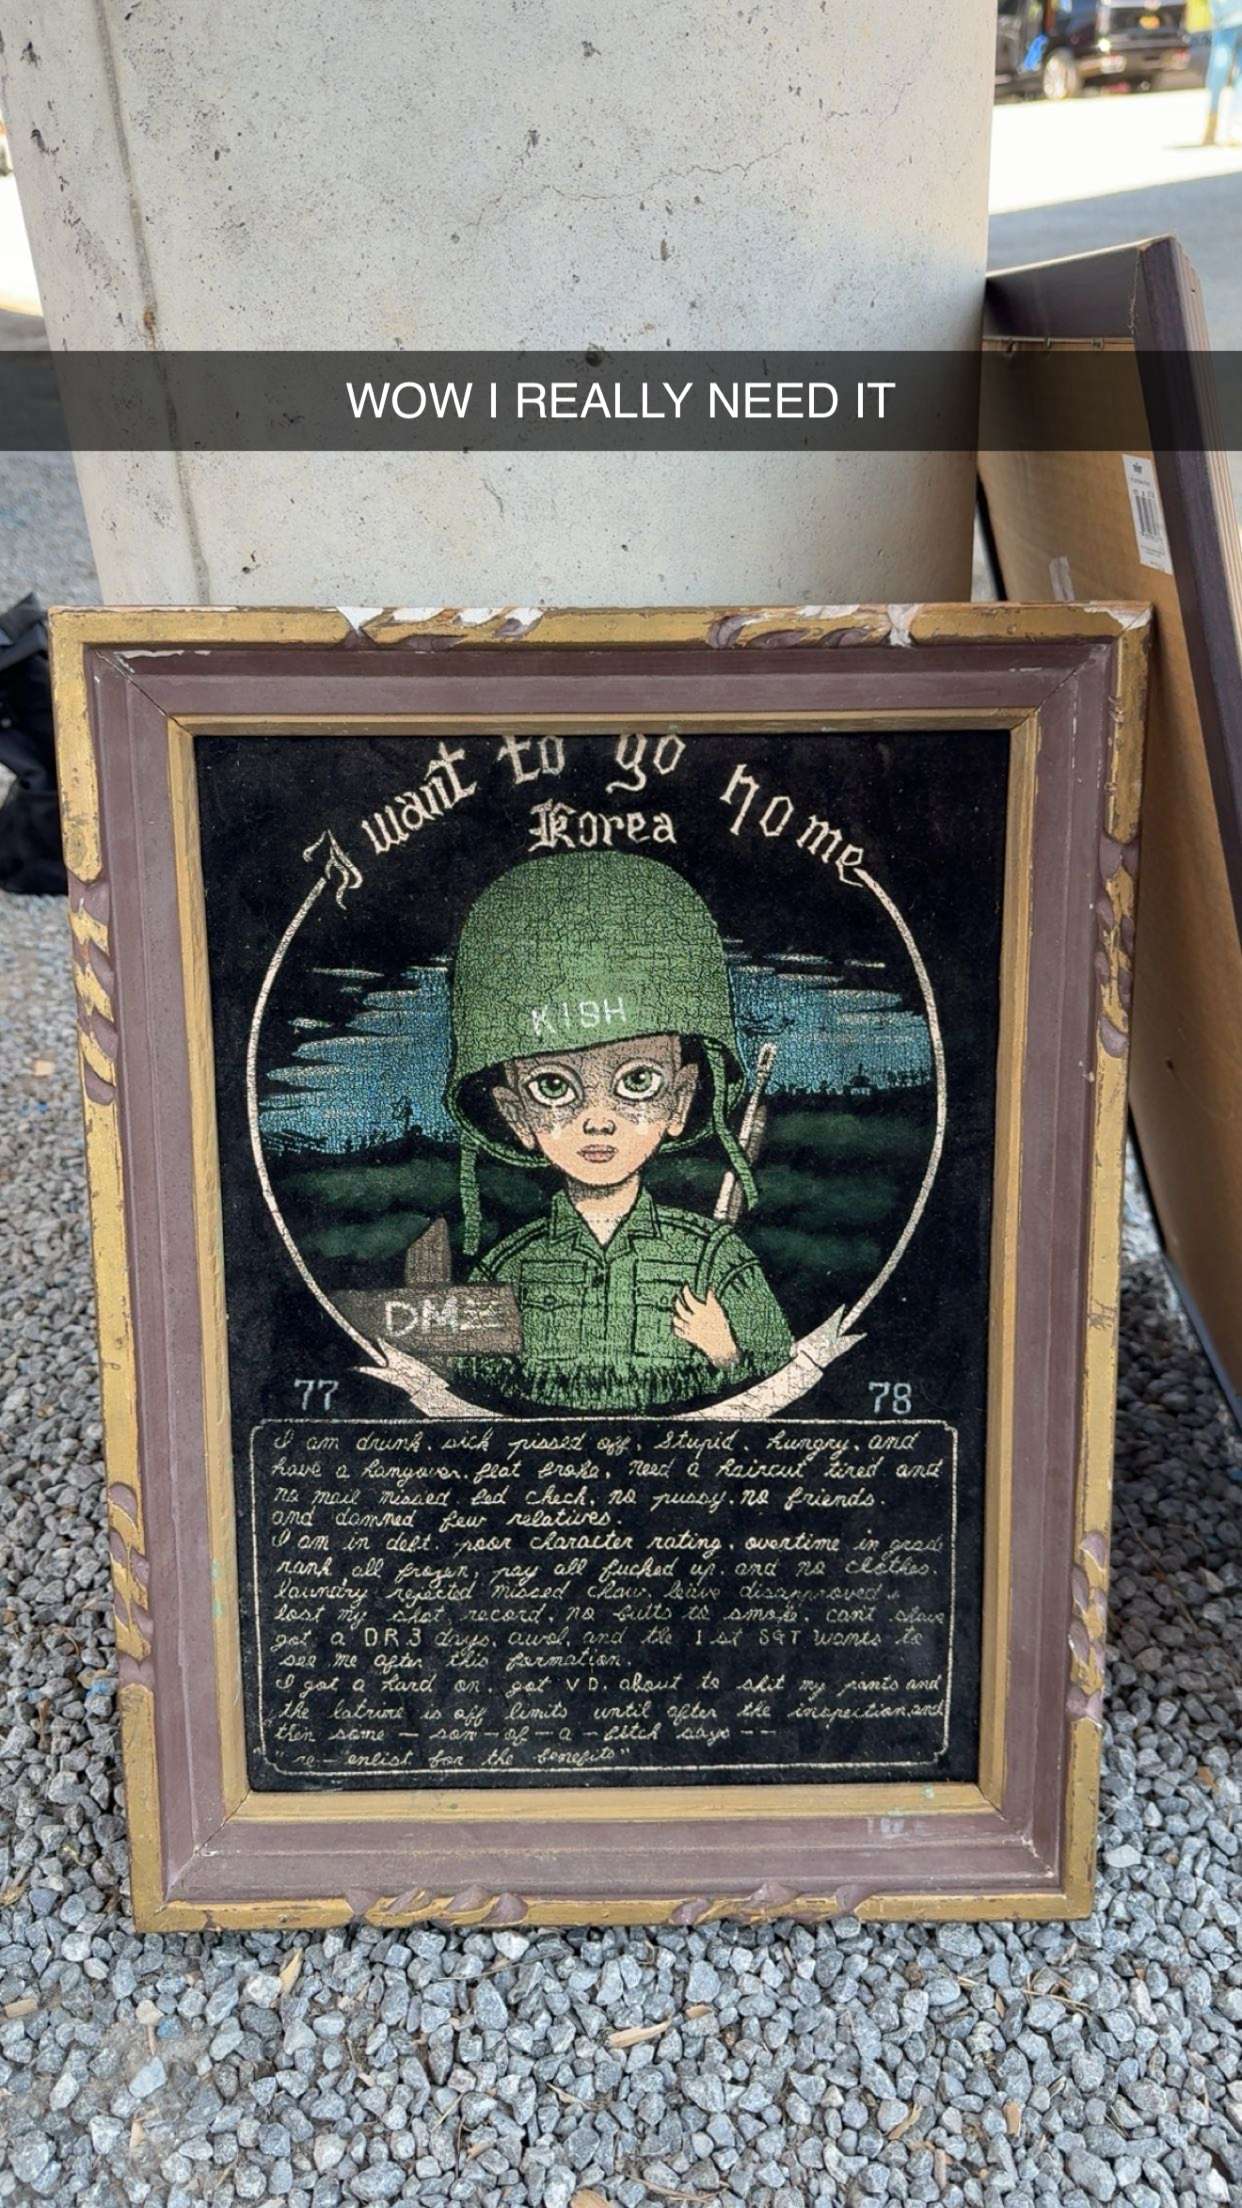 WOW I REALLY NEED IT
I want to go home
Korea
KISH
DMZ
77 78
I am drunk. sick pissed off, Stupid. hungry, and
have a hangover. flat broke, need a haircut tired and
no mail missed. Red check, no pussy. no friends.
and damned few relatives.
I am in debt. poor character rating, overtime in grad
rank all frozen, pay all fucked up. and no clothes.
laundry rejected missed chow, leave disapproved
lost my shot record, no butts to smoke, cant
got a DR 3 days, awol, and the 1 st SGT wants to
see me after this formation.
I got a hard on, got VD. about to shit my pants and
the latrine is off limits until after the inspection, and
then some - son - of - a - bitch says --
"re-enlist for the benefits"